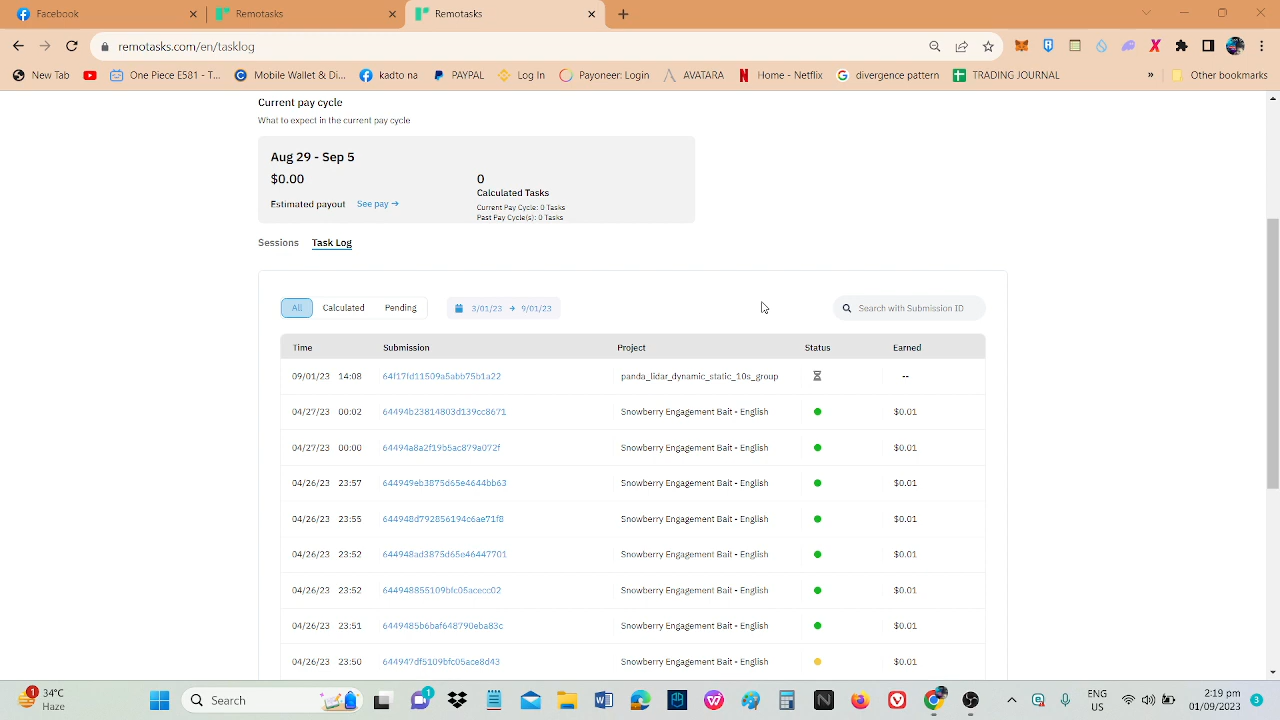 Facebook
Remotasks
Remotasks
remotasks.com/en/tasklog
New Tab
One Piece E581 - T...
Mobile Wallet & Di...
kadto na
PAYPAL
Log In
Payoneer: Login
AVATARA
Home - Netflix
divergence pattern
TRADING JOURNAL
»
Other bookmarks
Current pay cycle
What to expect in the current pay cycle
Aug 29 - Sep 5
$0.00
0
Calculated Tasks
Estimated payout See pay →
Current Pay Cycle: 0 Tasks
Past Pay Cycle(s): 0 Tasks
Sessions Task Log
All Calculated Pending 3/01/23 → 9/01/23 Search with Submission ID
Time Submission Project Status Earned
09/01/23 14:08 64f17fd11509a5abb75b1a22 panda_lidar_dynamic_static_10s_group --
04/27/23 00:02 64494b23814803d139cc8671 Snowberry Engagement Bait - English $0.01
04/27/23 00:00 64494a8a2f19b5ac879a072f Snowberry Engagement Bait - English $0.01
04/26/23 23:57 644949eb3875d65e4644bb63 Snowberry Engagement Bait - English $0.01
04/26/23 23:55 644948d792856194c6ae71f8 Snowberry Engagement Bait - English $0.01
04/26/23 23:52 644948ad3875d65e46447701 Snowberry Engagement Bait - English $0.01
04/26/23 23:52 644948855109bfc05acecc02 Snowberry Engagement Bait - English $0.01
04/26/23 23:51 6449485b6baf648790eba83c Snowberry Engagement Bait - English $0.01
04/26/23 23:50 644947df5109bfc05ace8d43 Snowberry Engagement Bait - English $0.01
1
34°C
Haze
Search
1
ENG
US
2:19 pm
01/09/2023
3